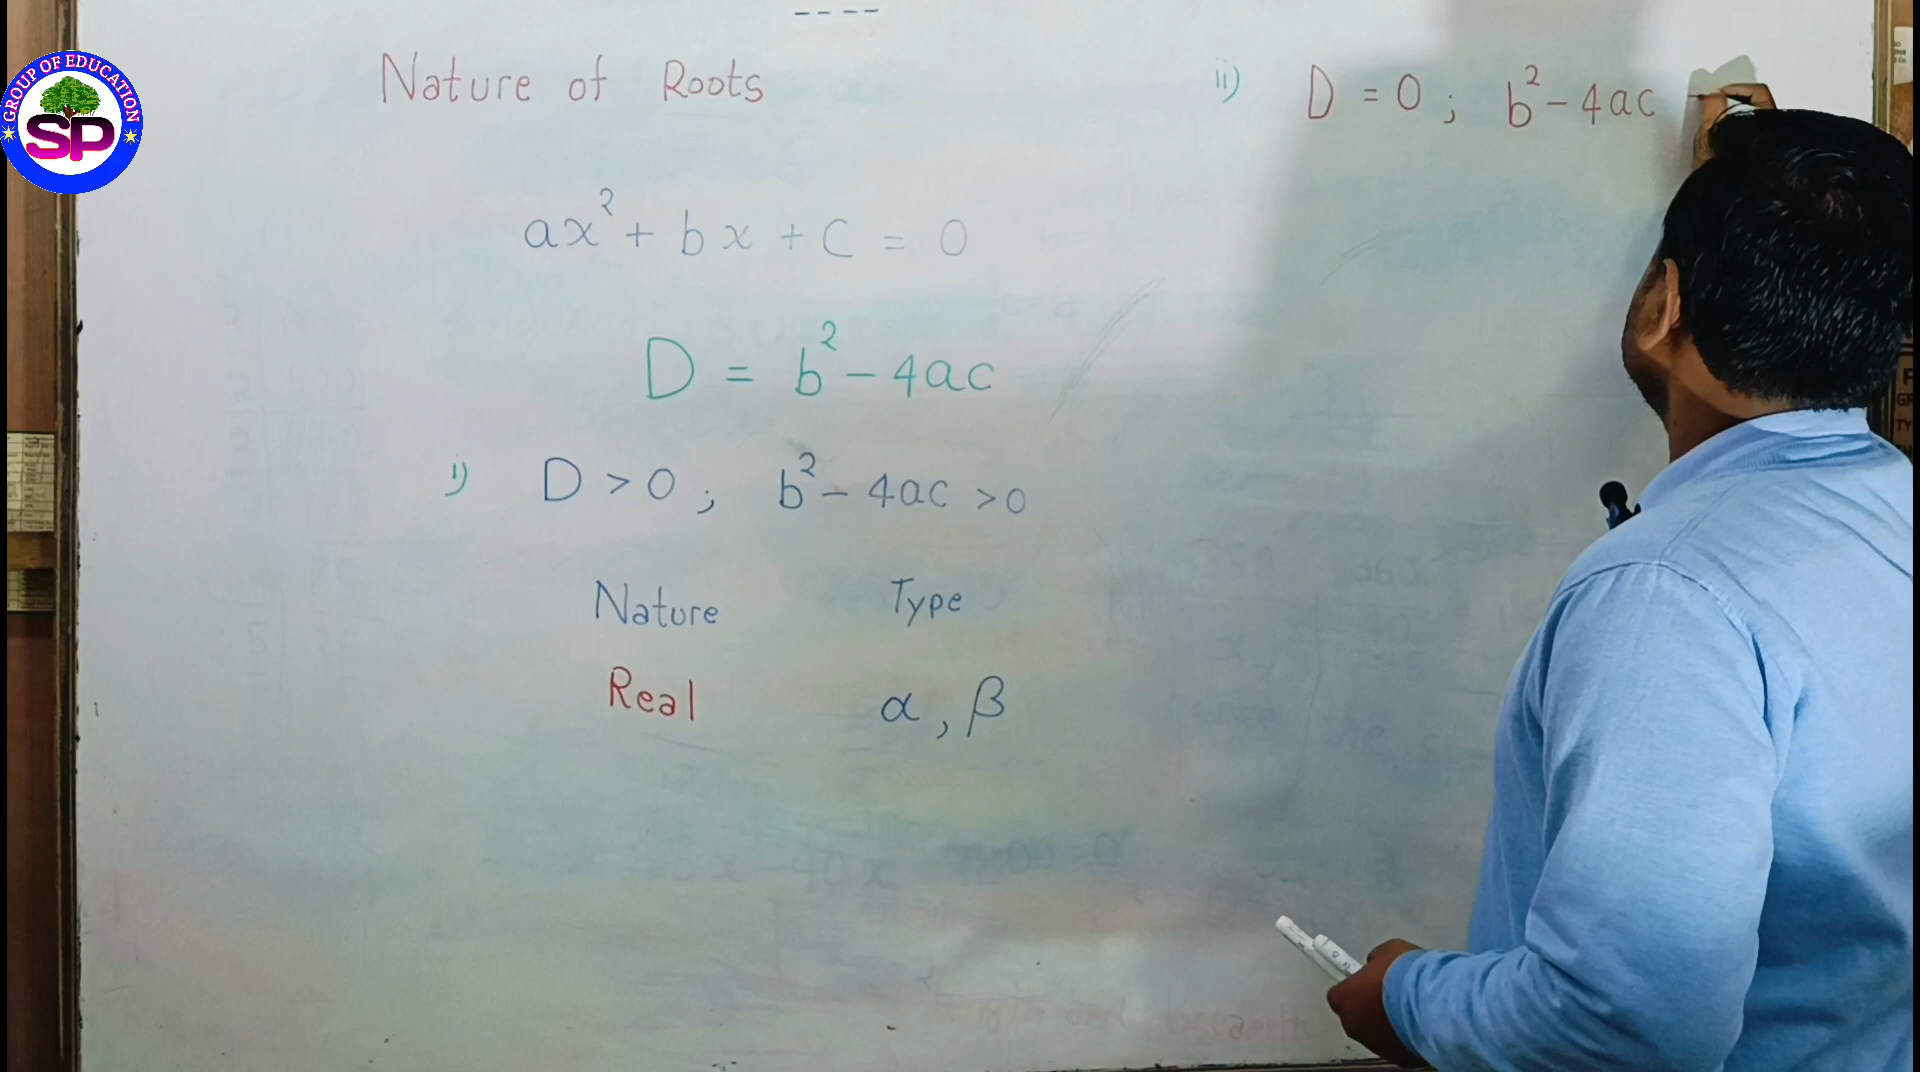 GROUP OF EDUCATION
SP
Nature of Roots
ax² + bx + c = 0
D = b² - 4ac
i) D > 0 ; b² - 4ac > 0
Nature Type
Real α , β
ii) D = 0 ; b² - 4ac